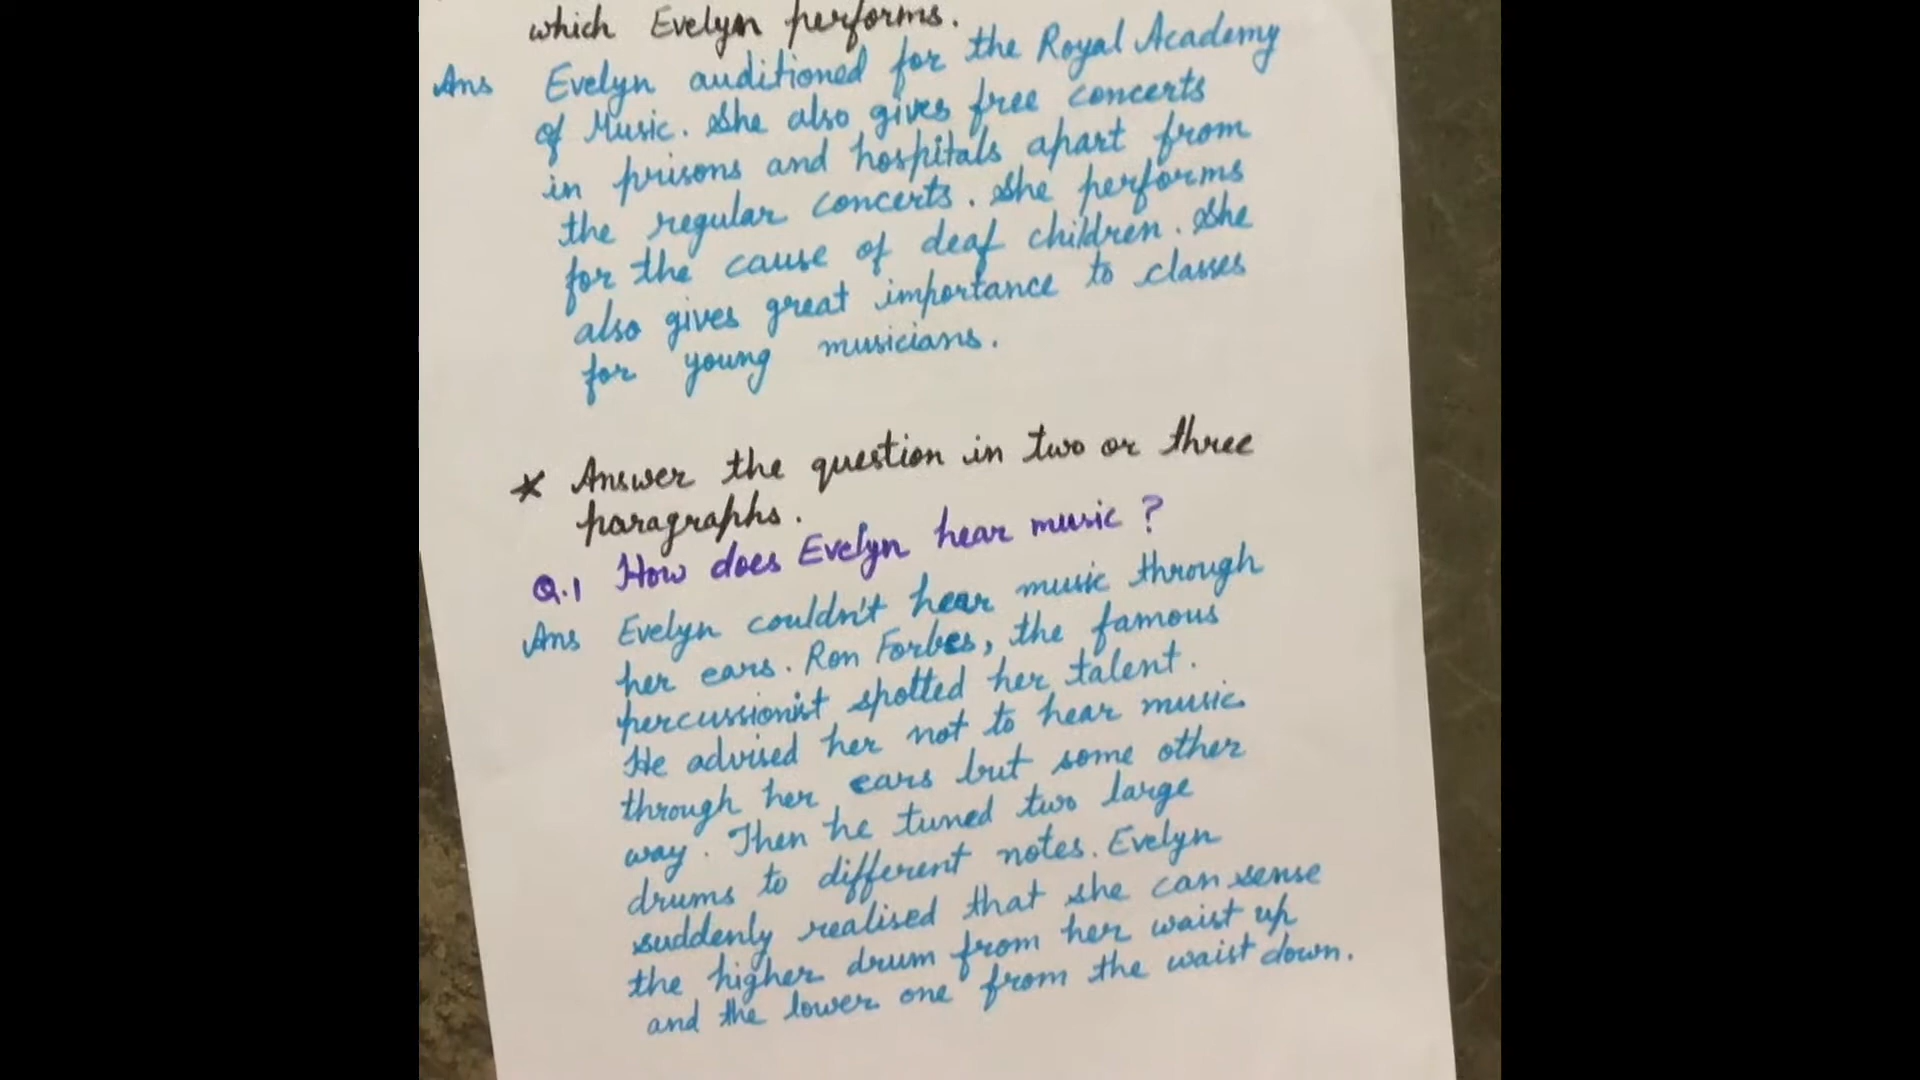 which Evelyn performs.
Ans Evelyn auditioned for the Royal Academy
of Music. She also gives free concerts
in prisons and hospitals apart from
the regular concerts. She performs
for the cause of deaf children. She
also gives great importance to classes
for young musicians.
* Answer the question in two or three
paragraphs.
Q.1 How does Evelyn hear music?
Ans Evelyn couldn't hear music through
her ears. Ron Forbes, the famous
percussionist spotted her talent.
He advised her not to hear music
through her ears but some other
way. Then he tuned two large
drums to different notes. Evelyn
suddenly realised that she can sense
the higher drum from her waist up
and the lower one from the waist down.